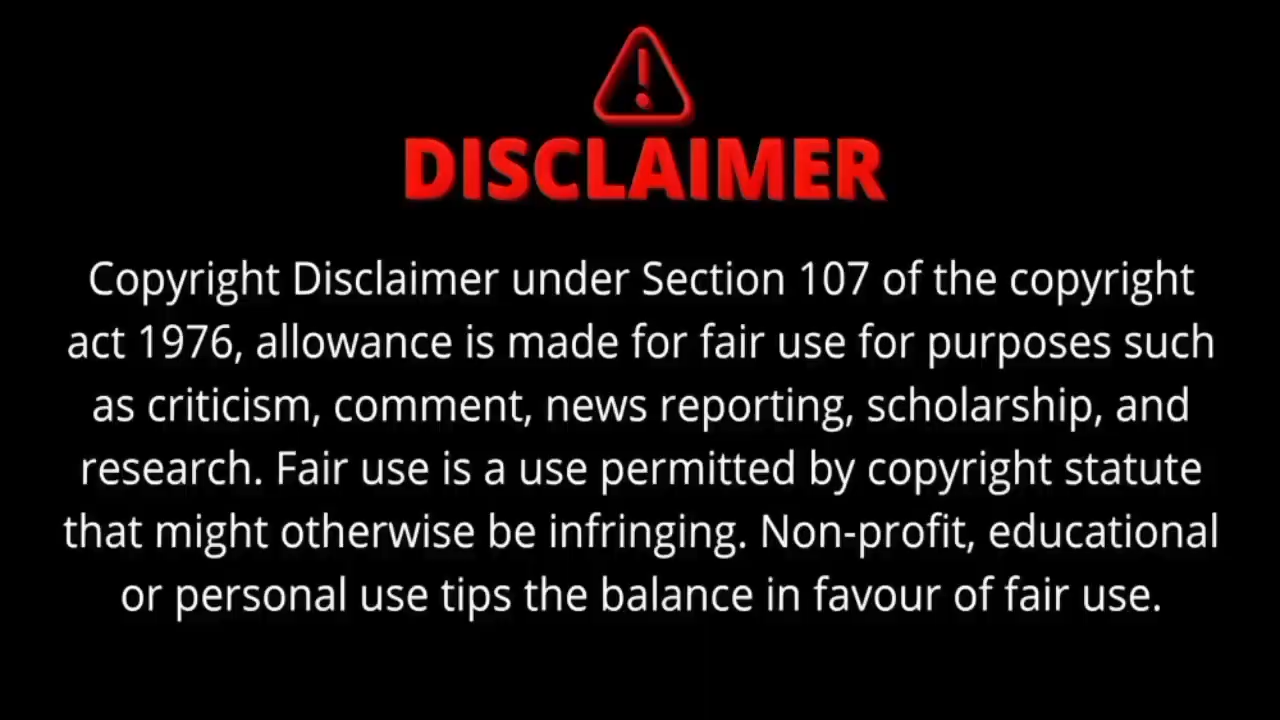 DISCLAIMER
Copyright Disclaimer under Section 107 of the copyright
act 1976, allowance is made for fair use for purposes such
as criticism, comment, news reporting, scholarship, and
research. Fair use is a use permitted by copyright statute
that might otherwise be infringing. Non-profit, educational
or personal use tips the balance in favour of fair use.